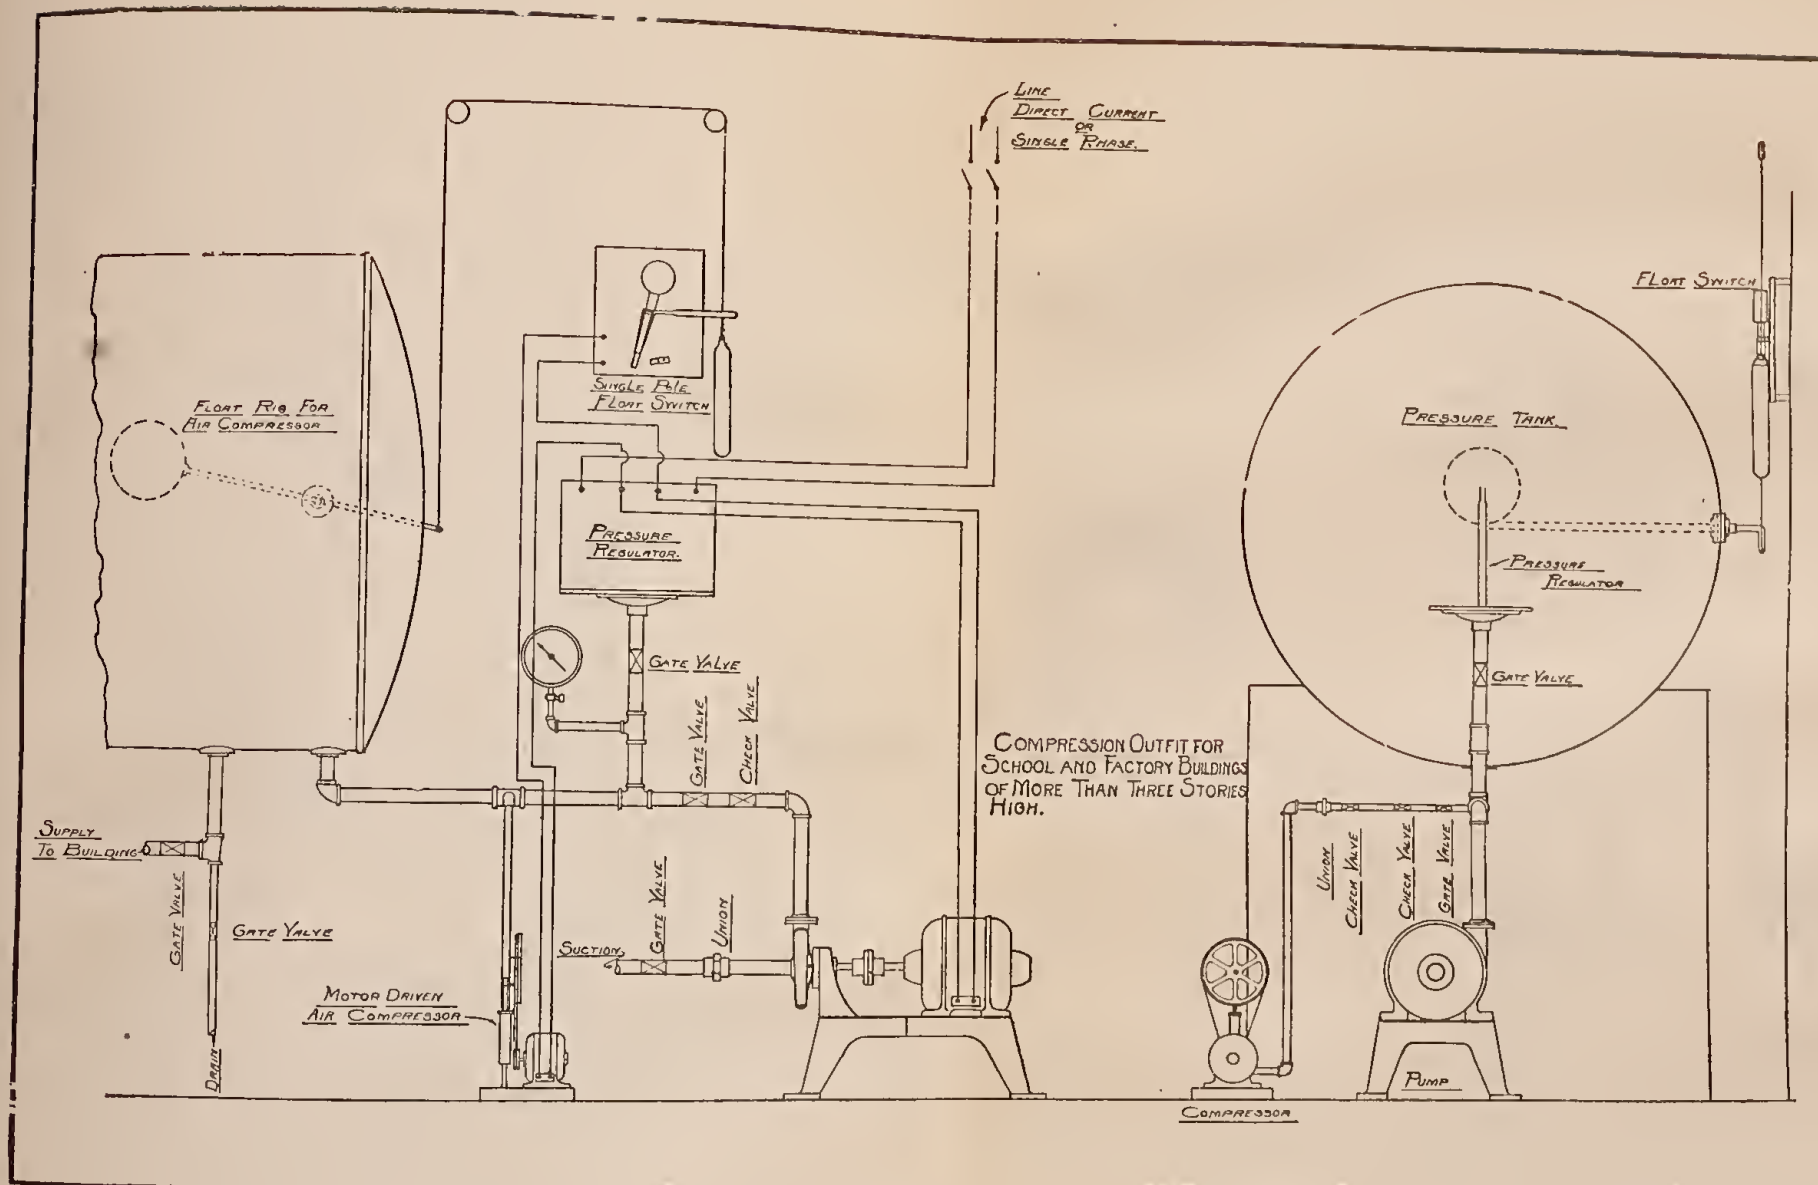 LINE
DIRECT CURRENT
OR
SINGLE PHASE.
FLOAT SWITCH
SINGLE POLE
FLOAT SWITCH
FLOAT RIG FOR
AIR COMPRESSOR
PRESSURE TANK.
PRESSURE
REGULATOR.
PRESSURE
REGULATOR
GATE VALVE
GATE VALVE
GATE VALVE
CHECK VALVE
COMPRESSION OUTFIT FOR
SCHOOL AND FACTORY BUILDINGS
OF MORE THAN THREE STORIES
HIGH.
SUPPLY
TO BUILDING
GATE VALVE
GATE VALVE
DRAIN
SUCTION
GATE VALVE
UNION
MOTOR DRIVEN
AIR COMPRESSOR
UNION
CHECK VALVE
CHECK VALVE
GATE VALVE
PUMP
COMPRESSOR